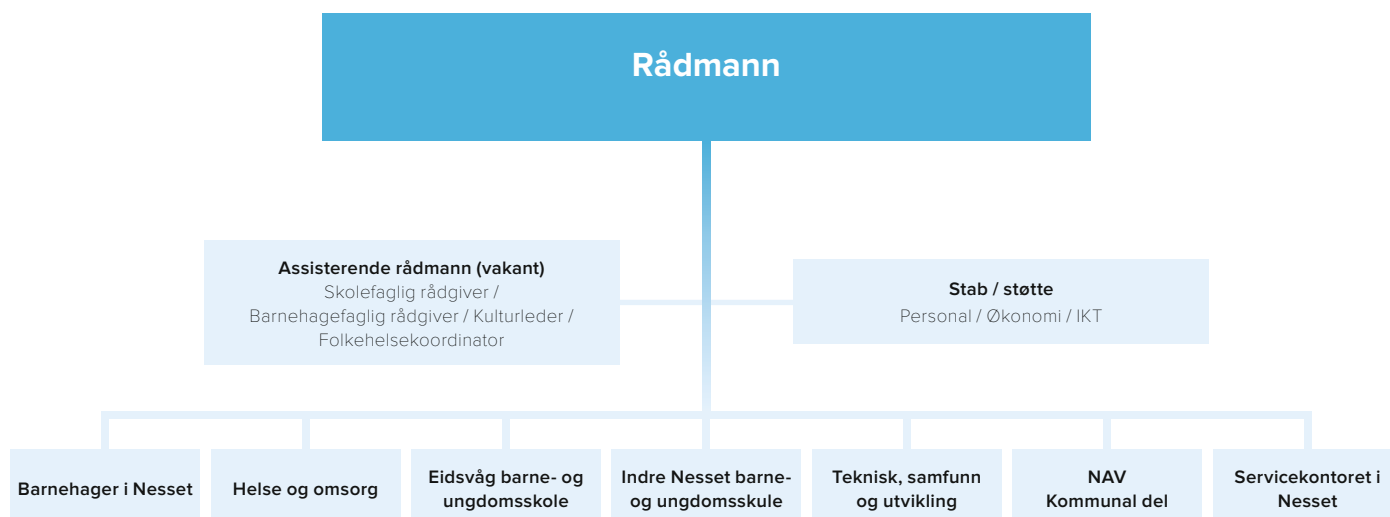 Rådmann
Assisterende rådmann (vakant)
Skolefaglig rådgiver /
Barnehagefaglig rådgiver / Kulturleder /
Folkehelsekoordinator
Stab / støtte
Personal / Økonomi / IKT
Barnehager i Nesset
Helse og omsorg
Eidsvåg barne- og
ungdomsskole
Indre Nesset barne-
og ungdomsskule
Teknisk, samfunn
og utvikling
NAV
Kommunal del
Servicekontoret i
Nesset